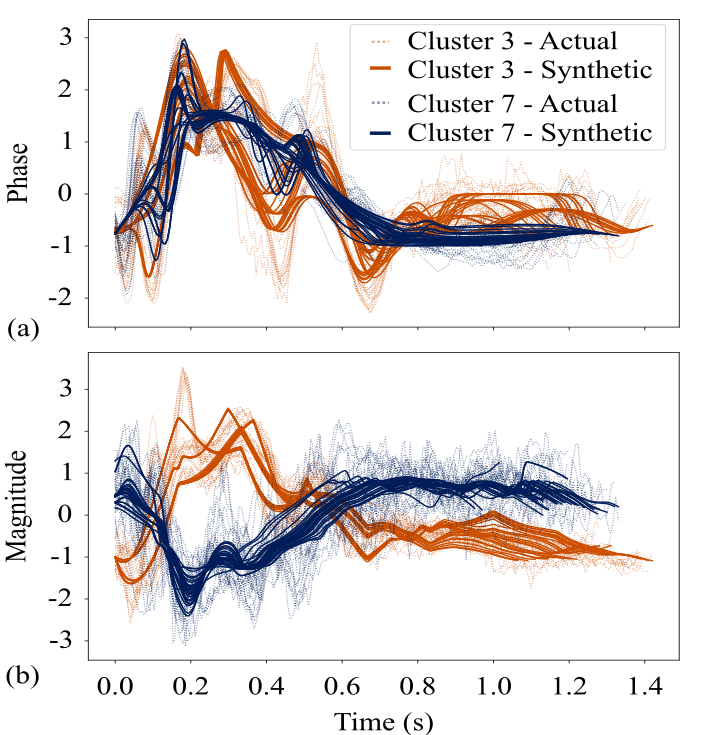 3
2
1
0
-1
-2
Phase
(a)
Cluster 3 - Actual
Cluster 3 - Synthetic
Cluster 7 - Actual
Cluster 7 - Synthetic
3
2
1
0
-1
-2
-3
Magnitude
(b)
0.0 0.2 0.4 0.6 0.8 1.0 1.2 1.4
Time (s)